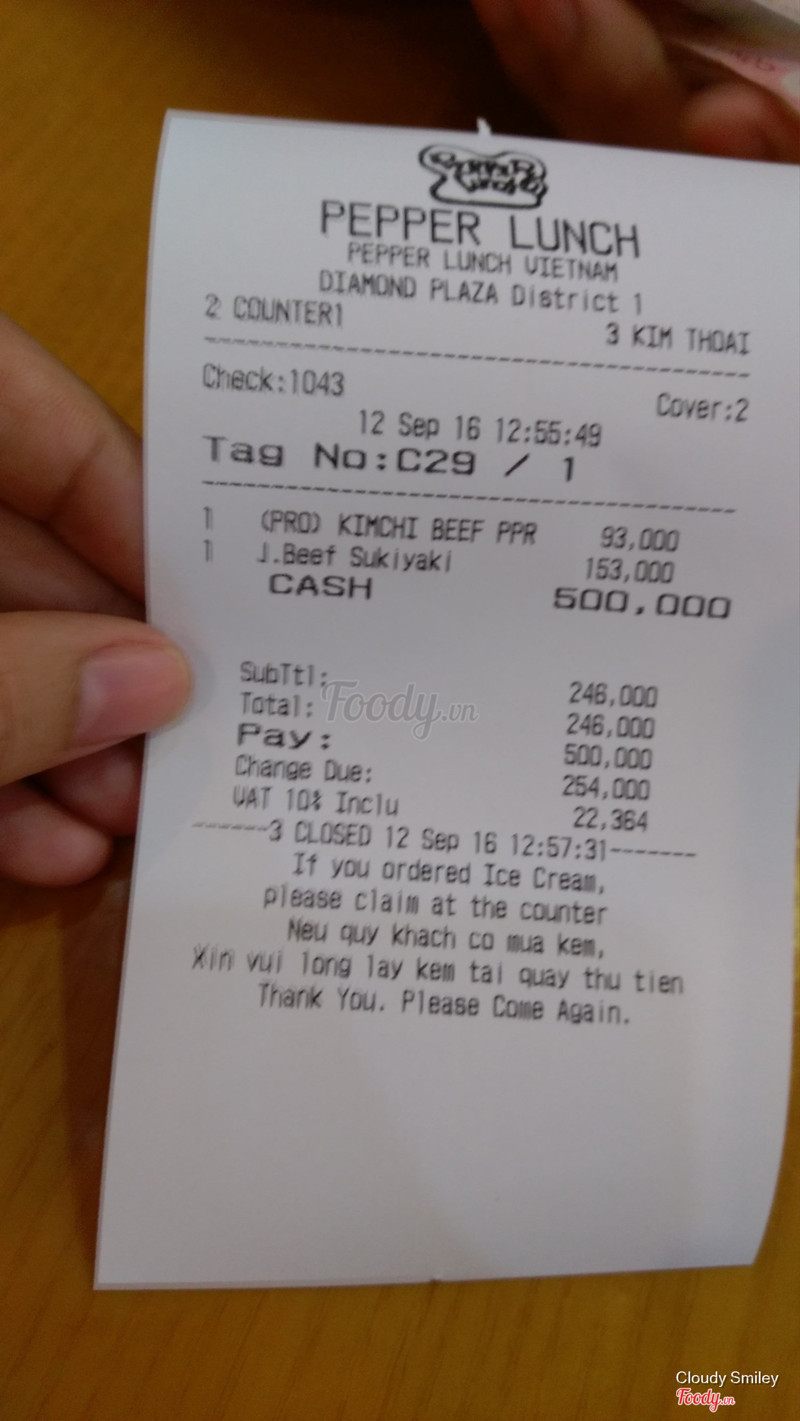 PEPPER LUNCH
PEPPER LUNCH
PEPPER LUNCH VIETNAM
DIAMOND PLAZA District 1
2 COUNTER1 3 KIM THOAI
Check:1043 Cover:2
12 Sep 16 12:55:49
Tag No:C29 / 1
1 (PRO) KIMCHI BEEF PPR 93,000
1 J.Beef Sukiyaki 153,000
CASH 500,000
SubTtl: 246,000
Total: 246,000
Pay: 500,000
Change Due: 254,000
VAT 10% Inclu 22,364
------3 CLOSED 12 Sep 16 12:57:31-------
If you ordered Ice Cream,
please claim at the counter
Neu quy khach co mua kem,
Xin vui long lay kem tai quay thu tien
Thank You. Please Come Again.
Foody.vn
Cloudy Smiley
Foody.vn